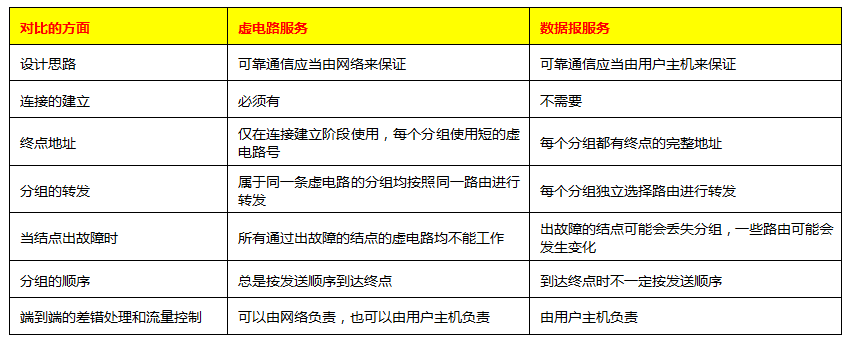 对比的方面
虚电路服务
数据报服务
设计思路
可靠通信应当由网络来保证
可靠通信应当由用户主机来保证
连接的建立
必须有
不需要
终点地址
仅在连接建立阶段使用，每个分组使用短的虚
电路号
每个分组都有终点的完整地址
分组的转发
属于同一条虚电路的分组均按照同一路由进行
转发
每个分组独立选择路由进行转发
当结点出故障时
所有通过出故障的结点的虚电路均不能工作
出故障的结点可能会丢失分组，一些路由可能会
发生变化
分组的顺序
总是按发送顺序到达终点
到达终点时不一定按发送顺序
端到端的差错处理和流量控制
可以由网络负责，也可以由用户主机负责
由用户主机负责